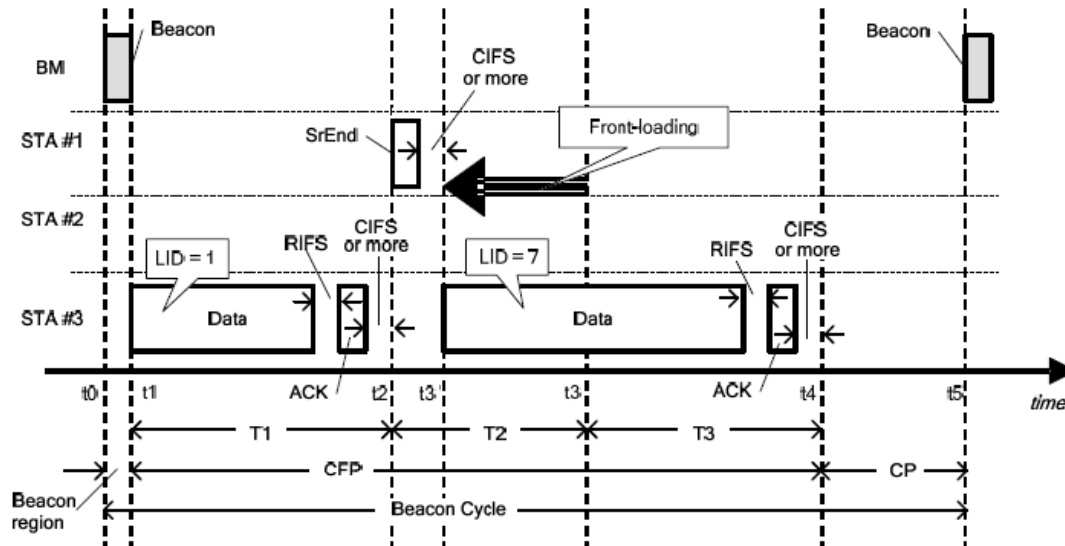 Beacon
Beacon
BM
CIFS
or more
STA #1
SrEnd
Front-loading
STA #2
CIFS
or more
RIFS
CIFS
or more
RIFS
LID = 1
LID = 7
STA #3
Data
Data
t0
t1
ACK
t2
t3'
t3
ACK
t4
t5
time
T1
T2
T3
CFP
CP
Beacon
region
Beacon Cycle